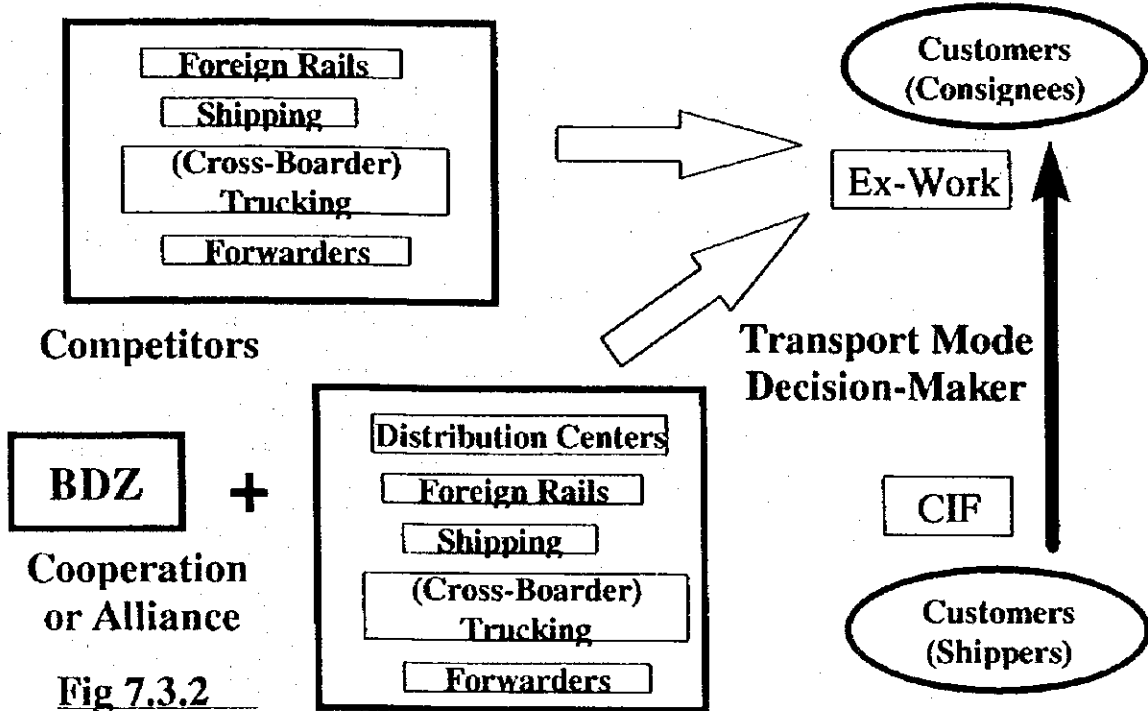 Foreign Rails
Shipping
(Cross-Boarder)
Trucking
Forwarders
Competitors
Customers
(Consignees)
Ex-Work
Transport Mode
Decision-Maker
CIF
Customers
(Shippers)
BDZ
+
Cooperation
or Alliance
Distribution Centers
Foreign Rails
Shipping
(Cross-Boarder)
Trucking
Forwarders
Fig 7.3.2